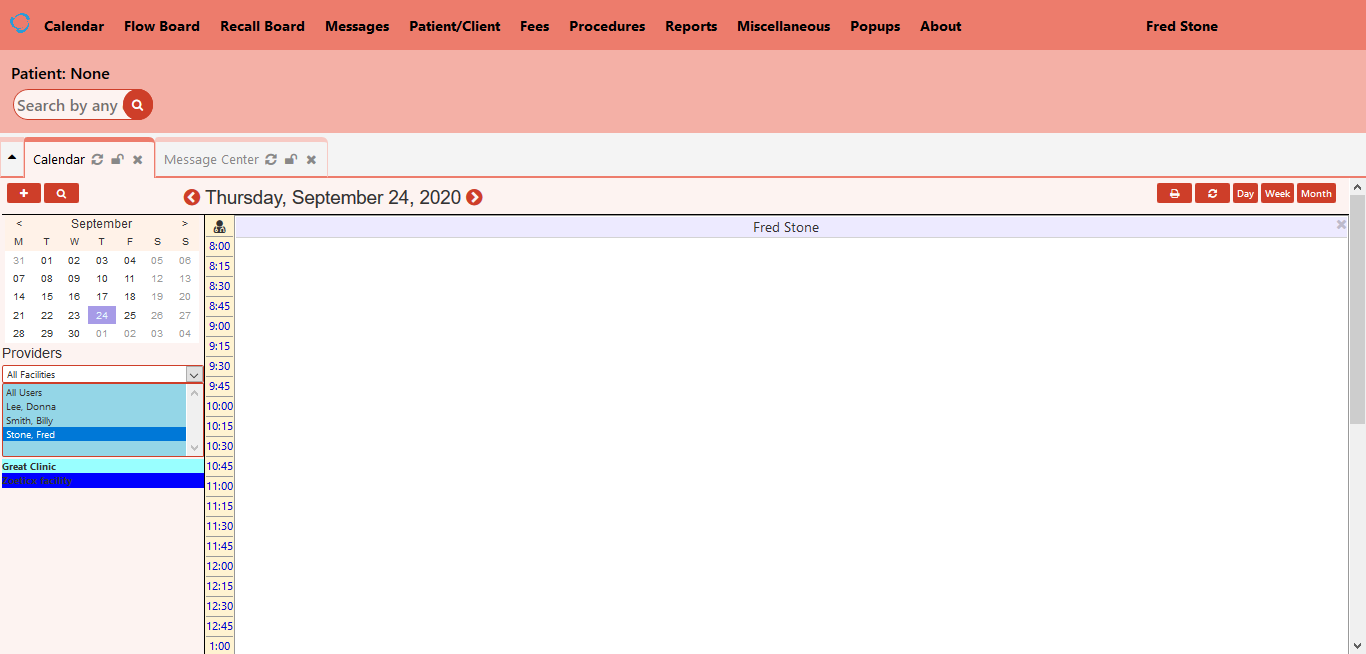 Calendar Flow Board Recall Board Messages Patient/Client Fees Procedures Reports Miscellaneous Popups About Fred Stone
Patient: None
Search by any
Calendar Message Center
Thursday, September 24, 2020
Day Week Month
< September >
M T W T F S S
31 01 02 03 04 05 06
07 08 09 10 11 12 13
14 15 16 17 18 19 20
21 22 23 24 25 26 27
28 29 30 01 02 03 04
Providers
All Facilities
All Users
Lee, Donna
Smith, Billy
Stone, Fred
Great Clinic
Zoeticx facility
Fred Stone
8:00
8:15
8:30
8:45
9:00
9:15
9:30
9:45
10:00
10:15
10:30
10:45
11:00
11:15
11:30
11:45
12:00
12:15
12:30
12:45
1:00